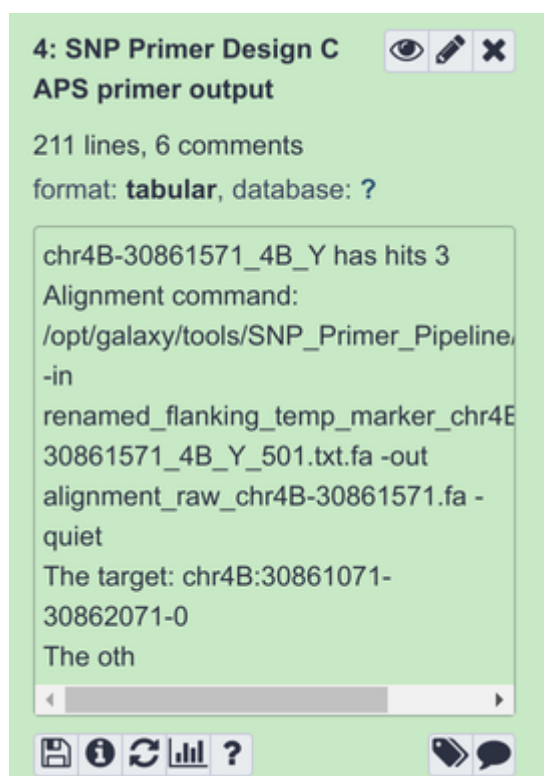 4: SNP Primer Design C
APS primer output
211 lines, 6 comments
format: tabular, database: ?
chr4B-30861571_4B_Y has hits 3
Alignment command:
/opt/galaxy/tools/SNP_Primer_Pipeline/
-in
renamed_flanking_temp_marker_chr4B
30861571_4B_Y_501.txt.fa -out
alignment_raw_chr4B-30861571.fa -
quiet
The target: chr4B:30861071-
30862071-0
The oth
?